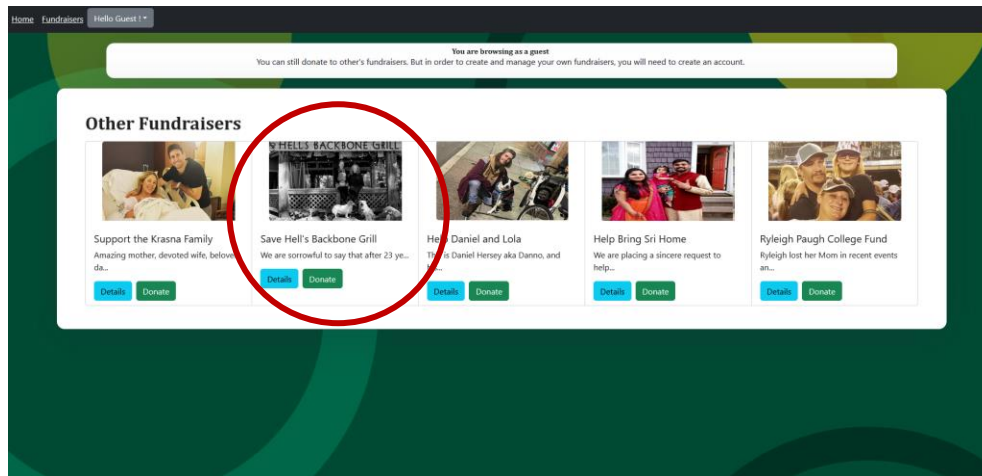 Home Fundraisers Hello Guest !
You are browsing as a guest
You can still donate to other's fundraisers. But in order to create and manage your own fundraisers, you will need to create an account.
Other Fundraisers
HELLS BACKBONE GRILL
Support the Krasna Family
Amazing mother, devoted wife, belove
da...
Details Donate
Save Hell's Backbone Grill
We are sorrowful to say that after 23 ye...
Details Donate
Help Daniel and Lola
This is Daniel Hersey aka Danno, and
Details Donate
Help Bring Sri Home
We are placing a sincere request to
help...
Details Donate
Ryleigh Paugh College Fund
Ryleigh lost her Mom in recent events
an...
Details Donate